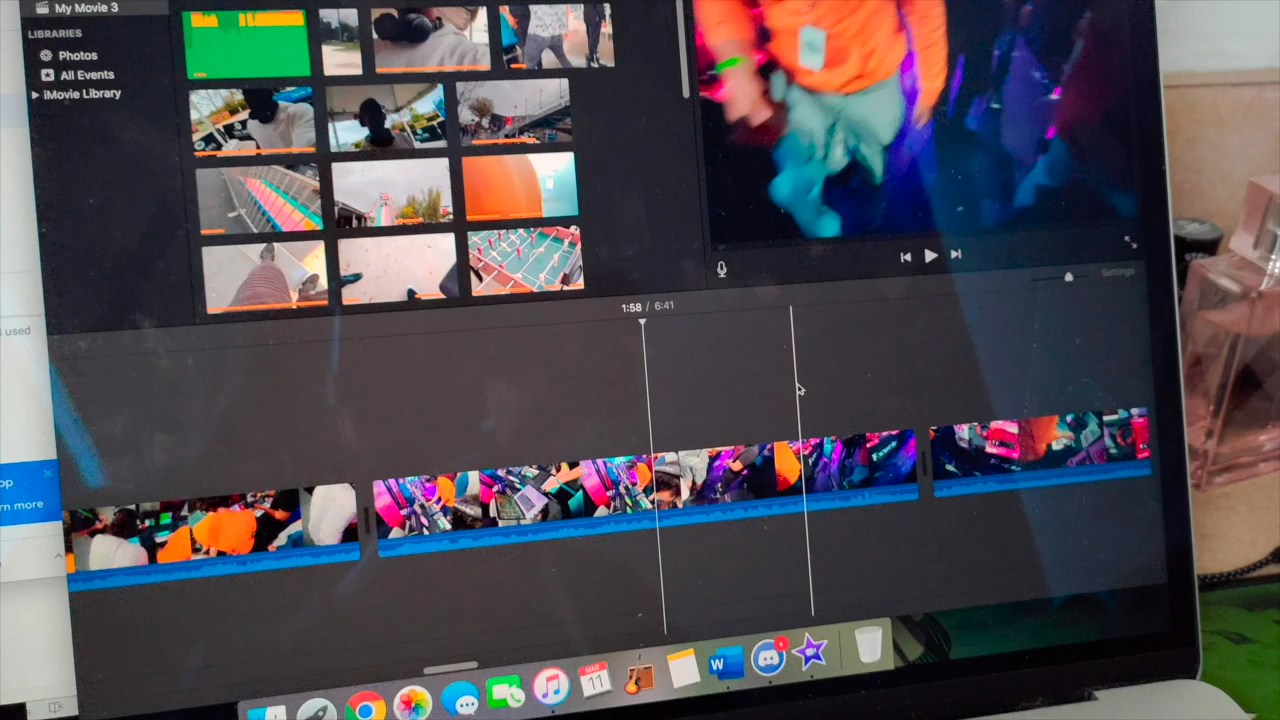 My Movie 3
LIBRARIES
Photos
All Events
iMovie Library
used
1:58 / 6:41
Settings
rn more
MAR
11
W